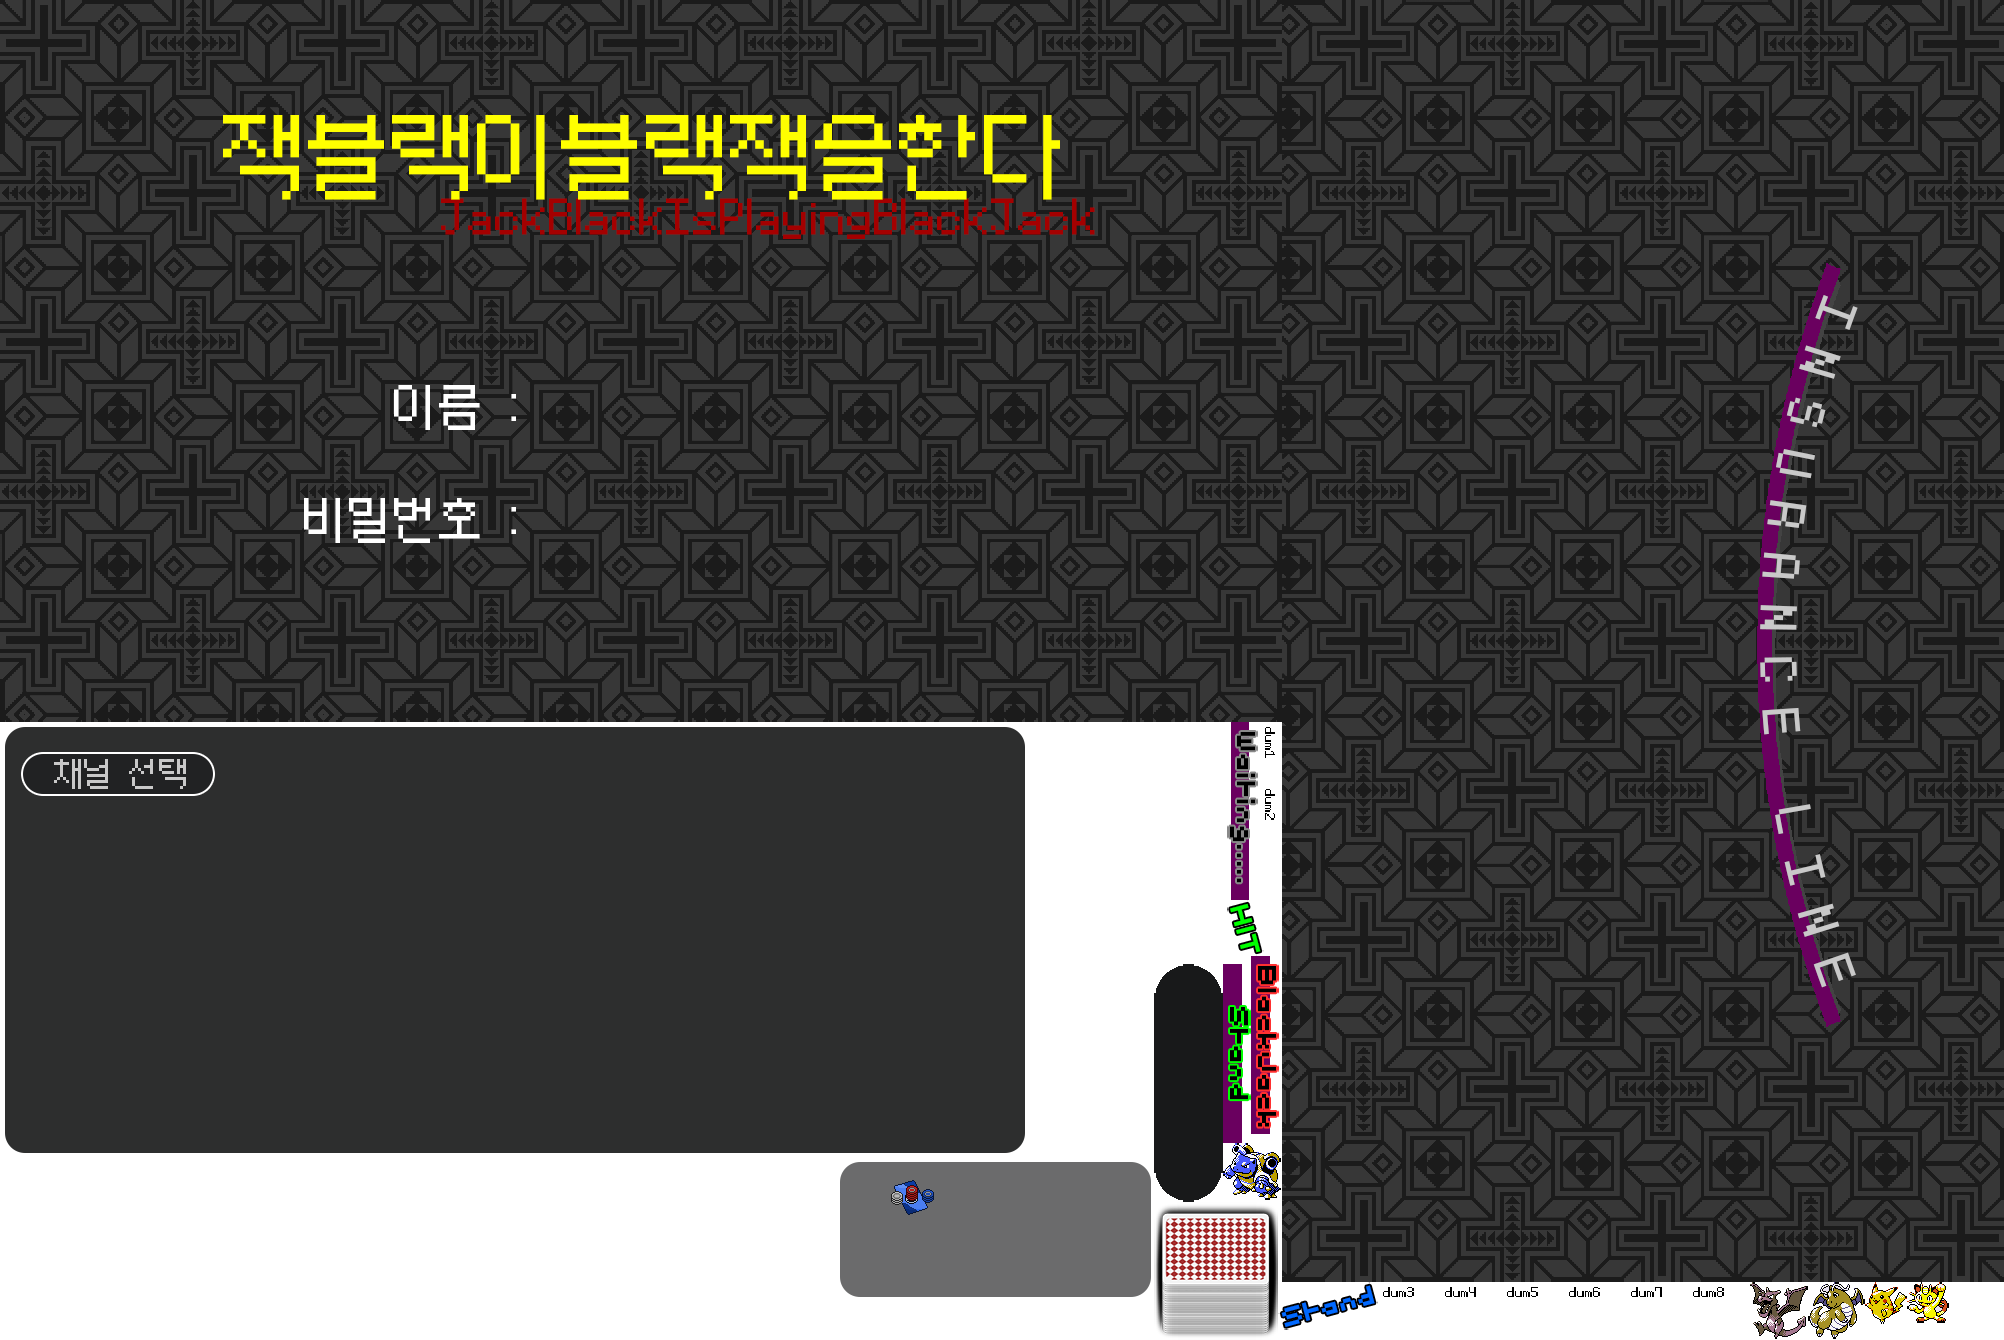 잭블랙이블랙잭을한다
JackBlackIsPlayingBlackJack
이름 :
비밀번호 :
INSURANCE LINE
채널 선택
Waiting......
dum1
dum2
HIT
BlackJack
Stand
Stand
dum3
dum4
dum5
dum6
dum7
dum8